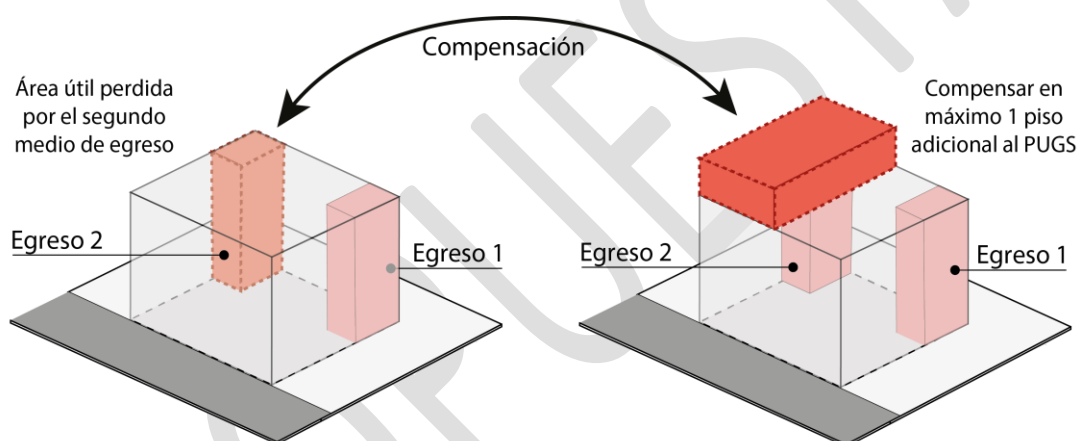 Compensación
Área útil perdida
por el segundo
medio de egreso
Compensar en
máximo 1 piso
adicional al PUGS
Egreso 2
Egreso 1
Egreso 2
Egreso 1